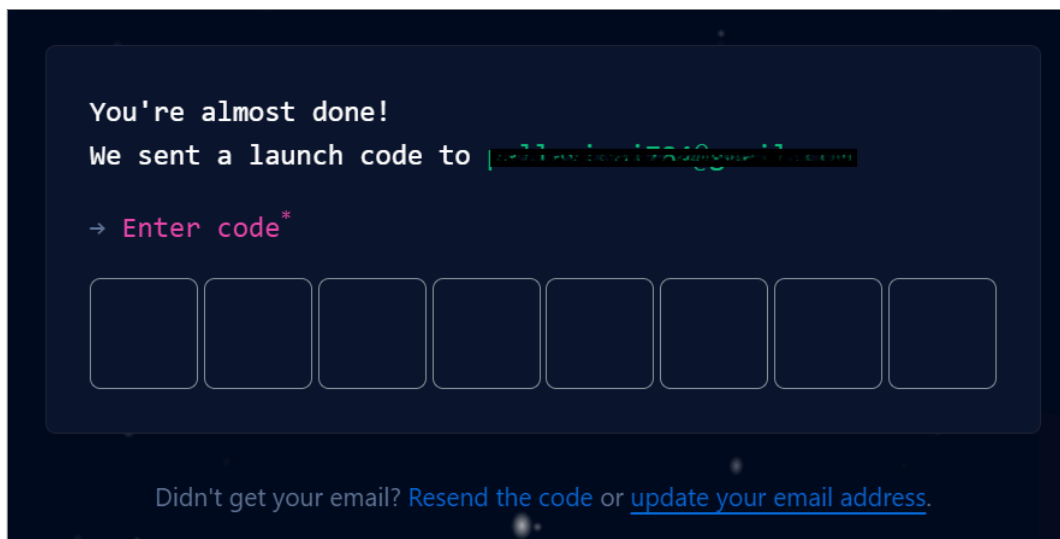 You're almost done!
We sent a launch code to
→ Enter code*
Didn't get your email? Resend the code or update your email address.